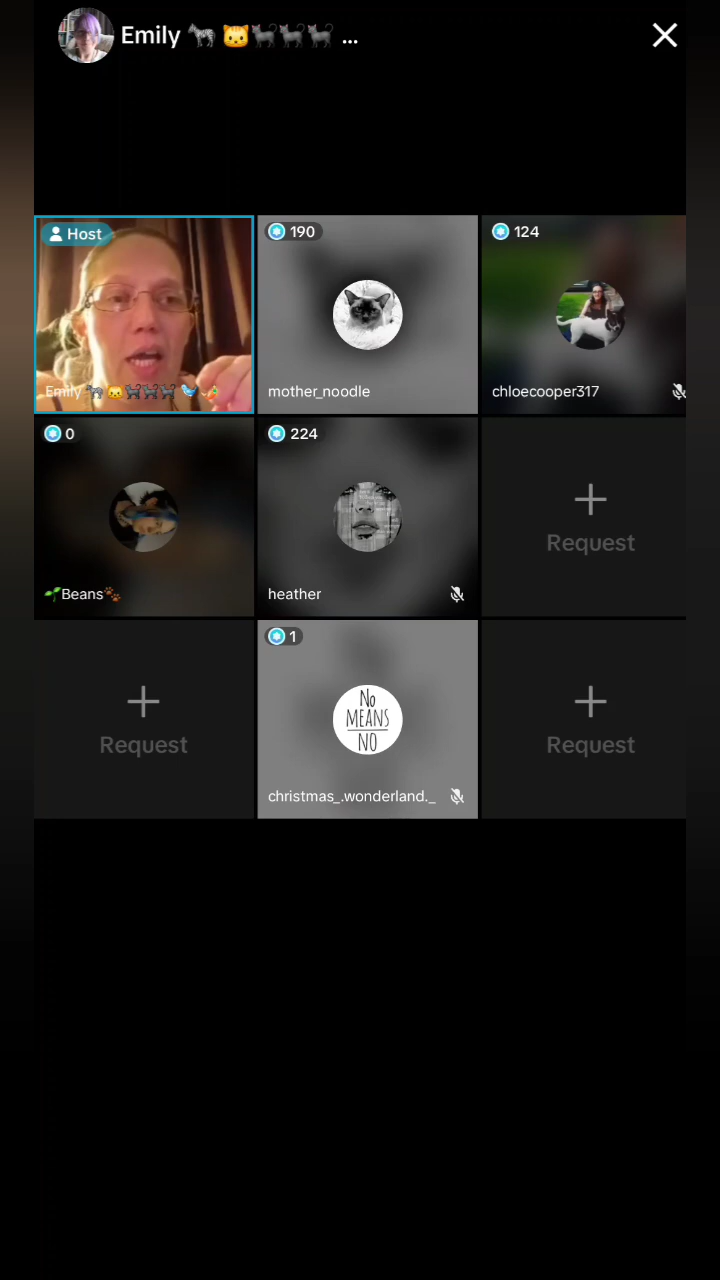 Emily 🦓 🐱🐈‍⬛🐈‍⬛🐈‍⬛ ...
Host
190
124
Emily 🦓 🐱🐈‍⬛🐈‍⬛🐈‍⬛
mother_noodle
chloecooper317
0
224
Request
🌱Beans🐾
heather
1
Request
No
MEANS
NO
Request
christmas_.wonderland._